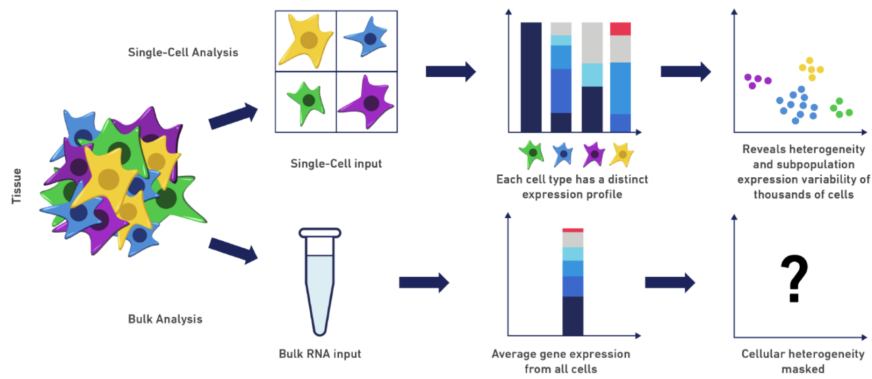 Single-Cell Analysis
Single-Cell input
Each cell type has a distinct
expression profile
Reveals heterogeneity
and subpopulation
expression variability of
thousands of cells
Tissue
Bulk Analysis
Bulk RNA input
Average gene expression
from all cells
?
Cellular heterogeneity
masked